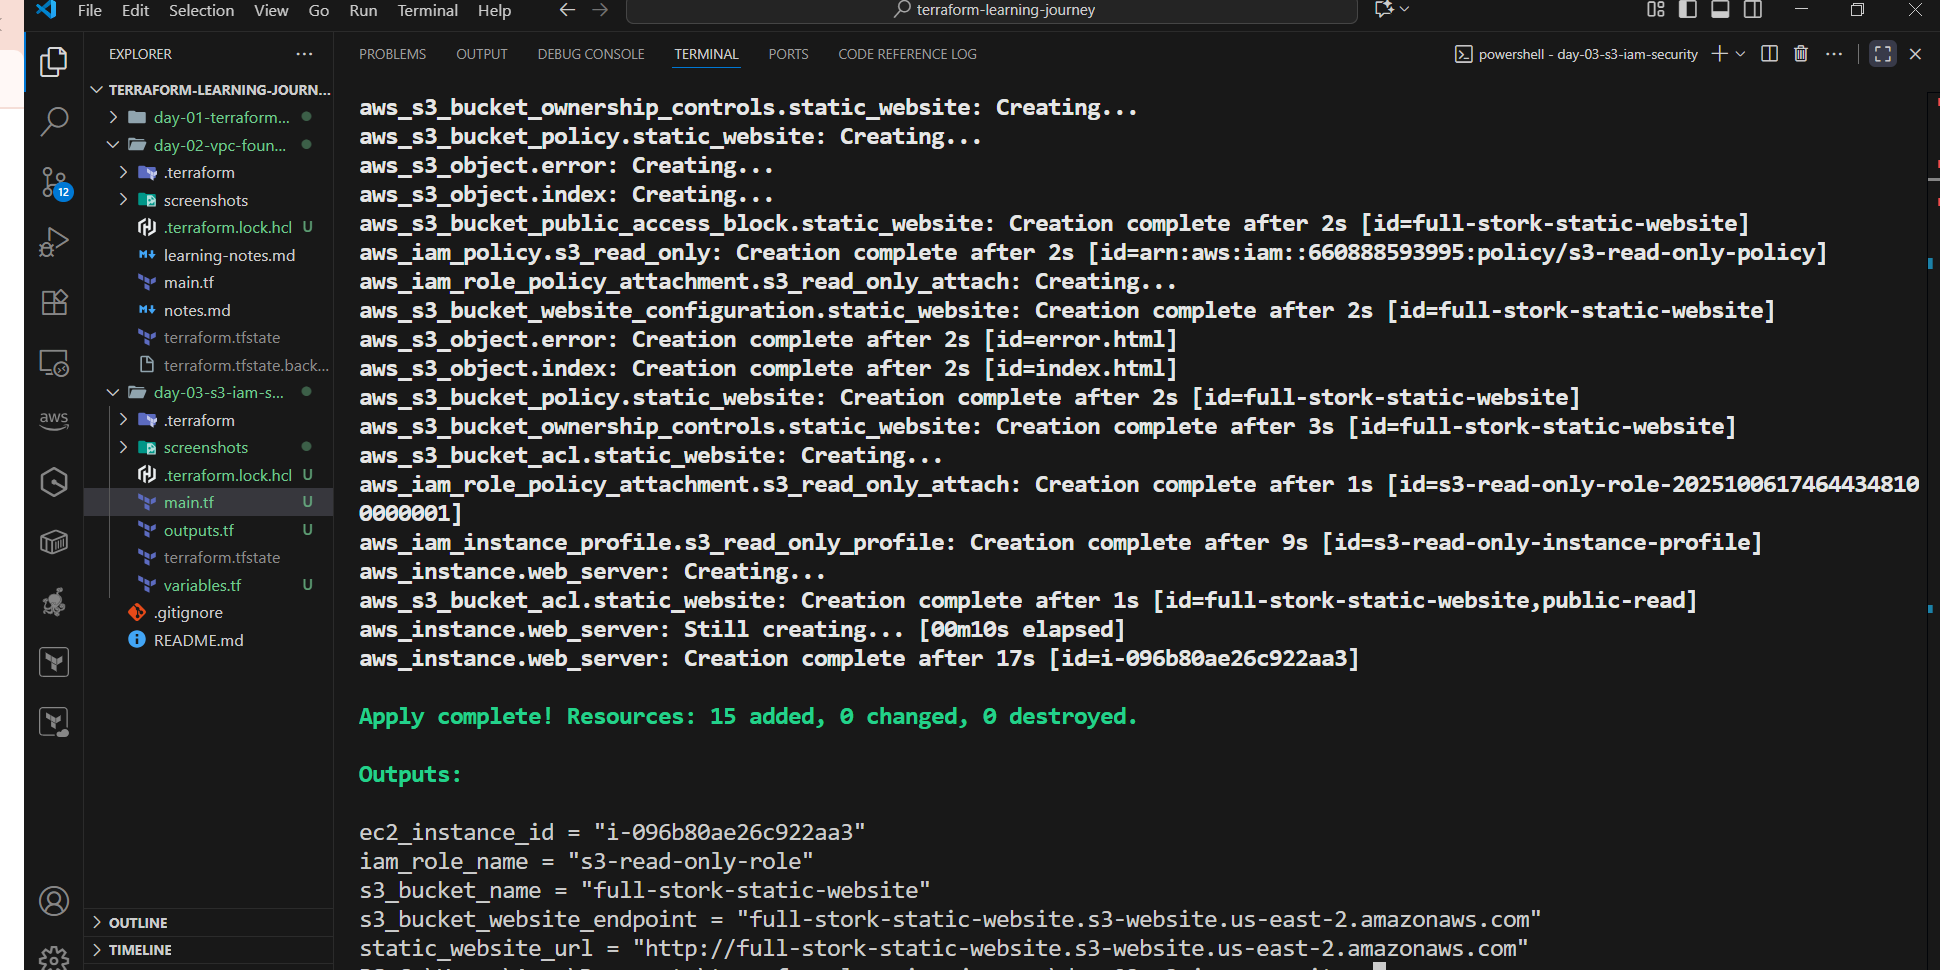 File Edit Selection View Go Run Terminal Help
terraform-learning-journey
EXPLORER
TERRAFORM-LEARNING-JOURN...
day-01-terraform...
day-02-vpc-foun...
.terraform
screenshots
.terraform.lock.hcl U
learning-notes.md
main.tf
notes.md
terraform.tfstate
terraform.tfstate.back...
day-03-s3-iam-s...
.terraform
screenshots
.terraform.lock.hcl U
main.tf U
outputs.tf U
terraform.tfstate
variables.tf U
.gitignore
README.md
OUTLINE
TIMELINE
12
aws
PROBLEMS OUTPUT DEBUG CONSOLE TERMINAL PORTS CODE REFERENCE LOG
powershell - day-03-s3-iam-security
aws_s3_bucket_ownership_controls.static_website: Creating...
aws_s3_bucket_policy.static_website: Creating...
aws_s3_object.error: Creating...
aws_s3_object.index: Creating...
aws_s3_bucket_public_access_block.static_website: Creation complete after 2s [id=full-stork-static-website]
aws_iam_policy.s3_read_only: Creation complete after 2s [id=arn:aws:iam::660888593995:policy/s3-read-only-policy]
aws_iam_role_policy_attachment.s3_read_only_attach: Creating...
aws_s3_bucket_website_configuration.static_website: Creation complete after 2s [id=full-stork-static-website]
aws_s3_object.error: Creation complete after 2s [id=error.html]
aws_s3_object.index: Creation complete after 2s [id=index.html]
aws_s3_bucket_policy.static_website: Creation complete after 2s [id=full-stork-static-website]
aws_s3_bucket_ownership_controls.static_website: Creation complete after 3s [id=full-stork-static-website]
aws_s3_bucket_acl.static_website: Creating...
aws_iam_role_policy_attachment.s3_read_only_attach: Creation complete after 1s [id=s3-read-only-role-2025100617464434810
0000001]
aws_iam_instance_profile.s3_read_only_profile: Creation complete after 9s [id=s3-read-only-instance-profile]
aws_instance.web_server: Creating...
aws_s3_bucket_acl.static_website: Creation complete after 1s [id=full-stork-static-website,public-read]
aws_instance.web_server: Still creating... [00m10s elapsed]
aws_instance.web_server: Creation complete after 17s [id=i-096b80ae26c922aa3]
Apply complete! Resources: 15 added, 0 changed, 0 destroyed.
Outputs:
ec2_instance_id = "i-096b80ae26c922aa3"
iam_role_name = "s3-read-only-role"
s3_bucket_name = "full-stork-static-website"
s3_bucket_website_endpoint = "full-stork-static-website.s3-website.us-east-2.amazonaws.com"
static_website_url = "http://full-stork-static-website.s3-website.us-east-2.amazonaws.com"